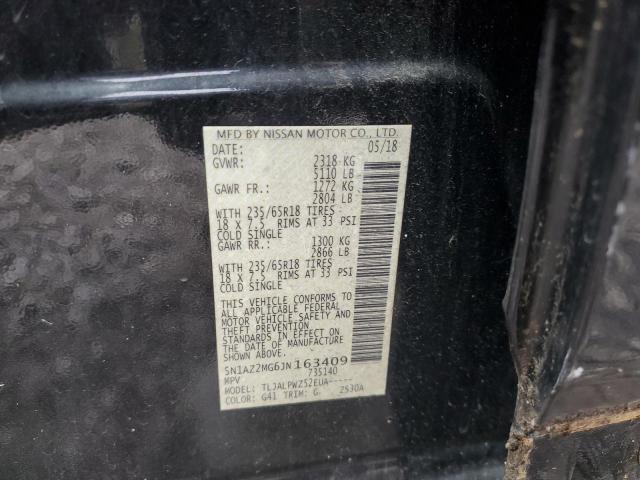 MFD BY NISSAN MOTOR CO., LTD.
DATE: 05/18
GVWR: 2318 KG
5110 LB
GAWR FR.: 1272 KG
2804 LB
WITH 235/65R18 TIRES
18 X 7.5 RIMS AT 33 PSI
COLD SINGLE
GAWR RR.: 1300 KG
2866 LB
WITH 235/65R18 TIRES
18 X 7.5 RIMS AT 33 PSI
COLD SINGLE
THIS VEHICLE CONFORMS TO
ALL APPLICABLE FEDERAL
MOTOR VEHICLE SAFETY AND
THEFT PREVENTION
STANDARDS IN EFFECT ON
THE DATE OF MANUFACTURE
SHOWN ABOVE.
5N1AZ2MG6JN163409
MPV 735140
MODEL: TLJALPWZ52EUA-----
COLOR: G41 TRIM: G 2530A